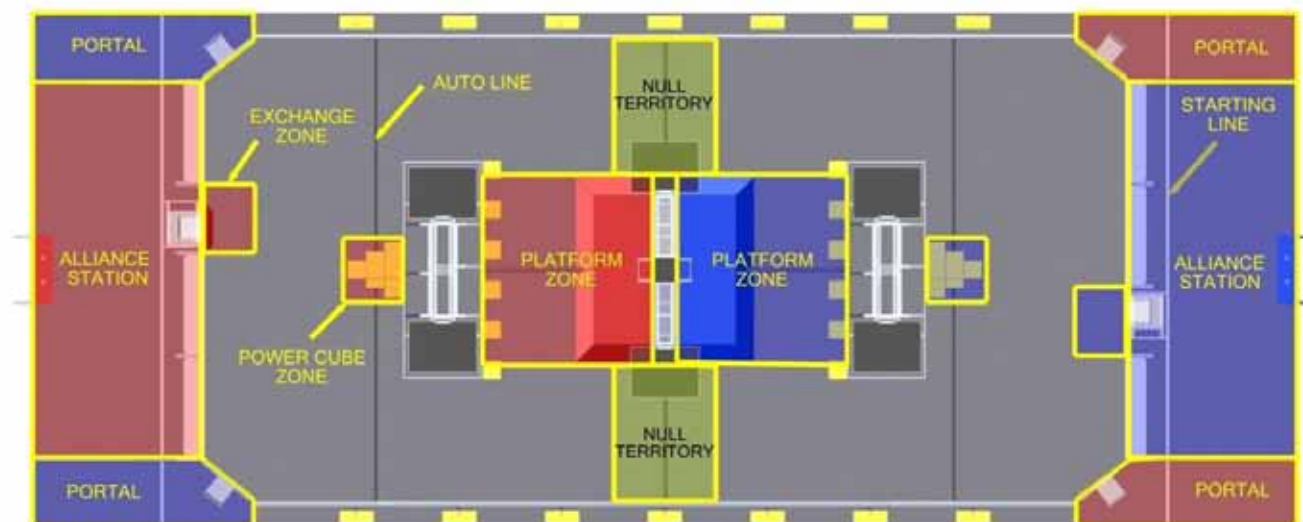 PORTAL
PORTAL
AUTO LINE
NULL
TERRITORY
EXCHANGE
ZONE
STARTING
LINE
ALLIANCE
STATION
PLATFORM
ZONE
PLATFORM
ZONE
ALLIANCE
STATION
POWER CUBE
ZONE
NULL
TERRITORY
PORTAL
PORTAL